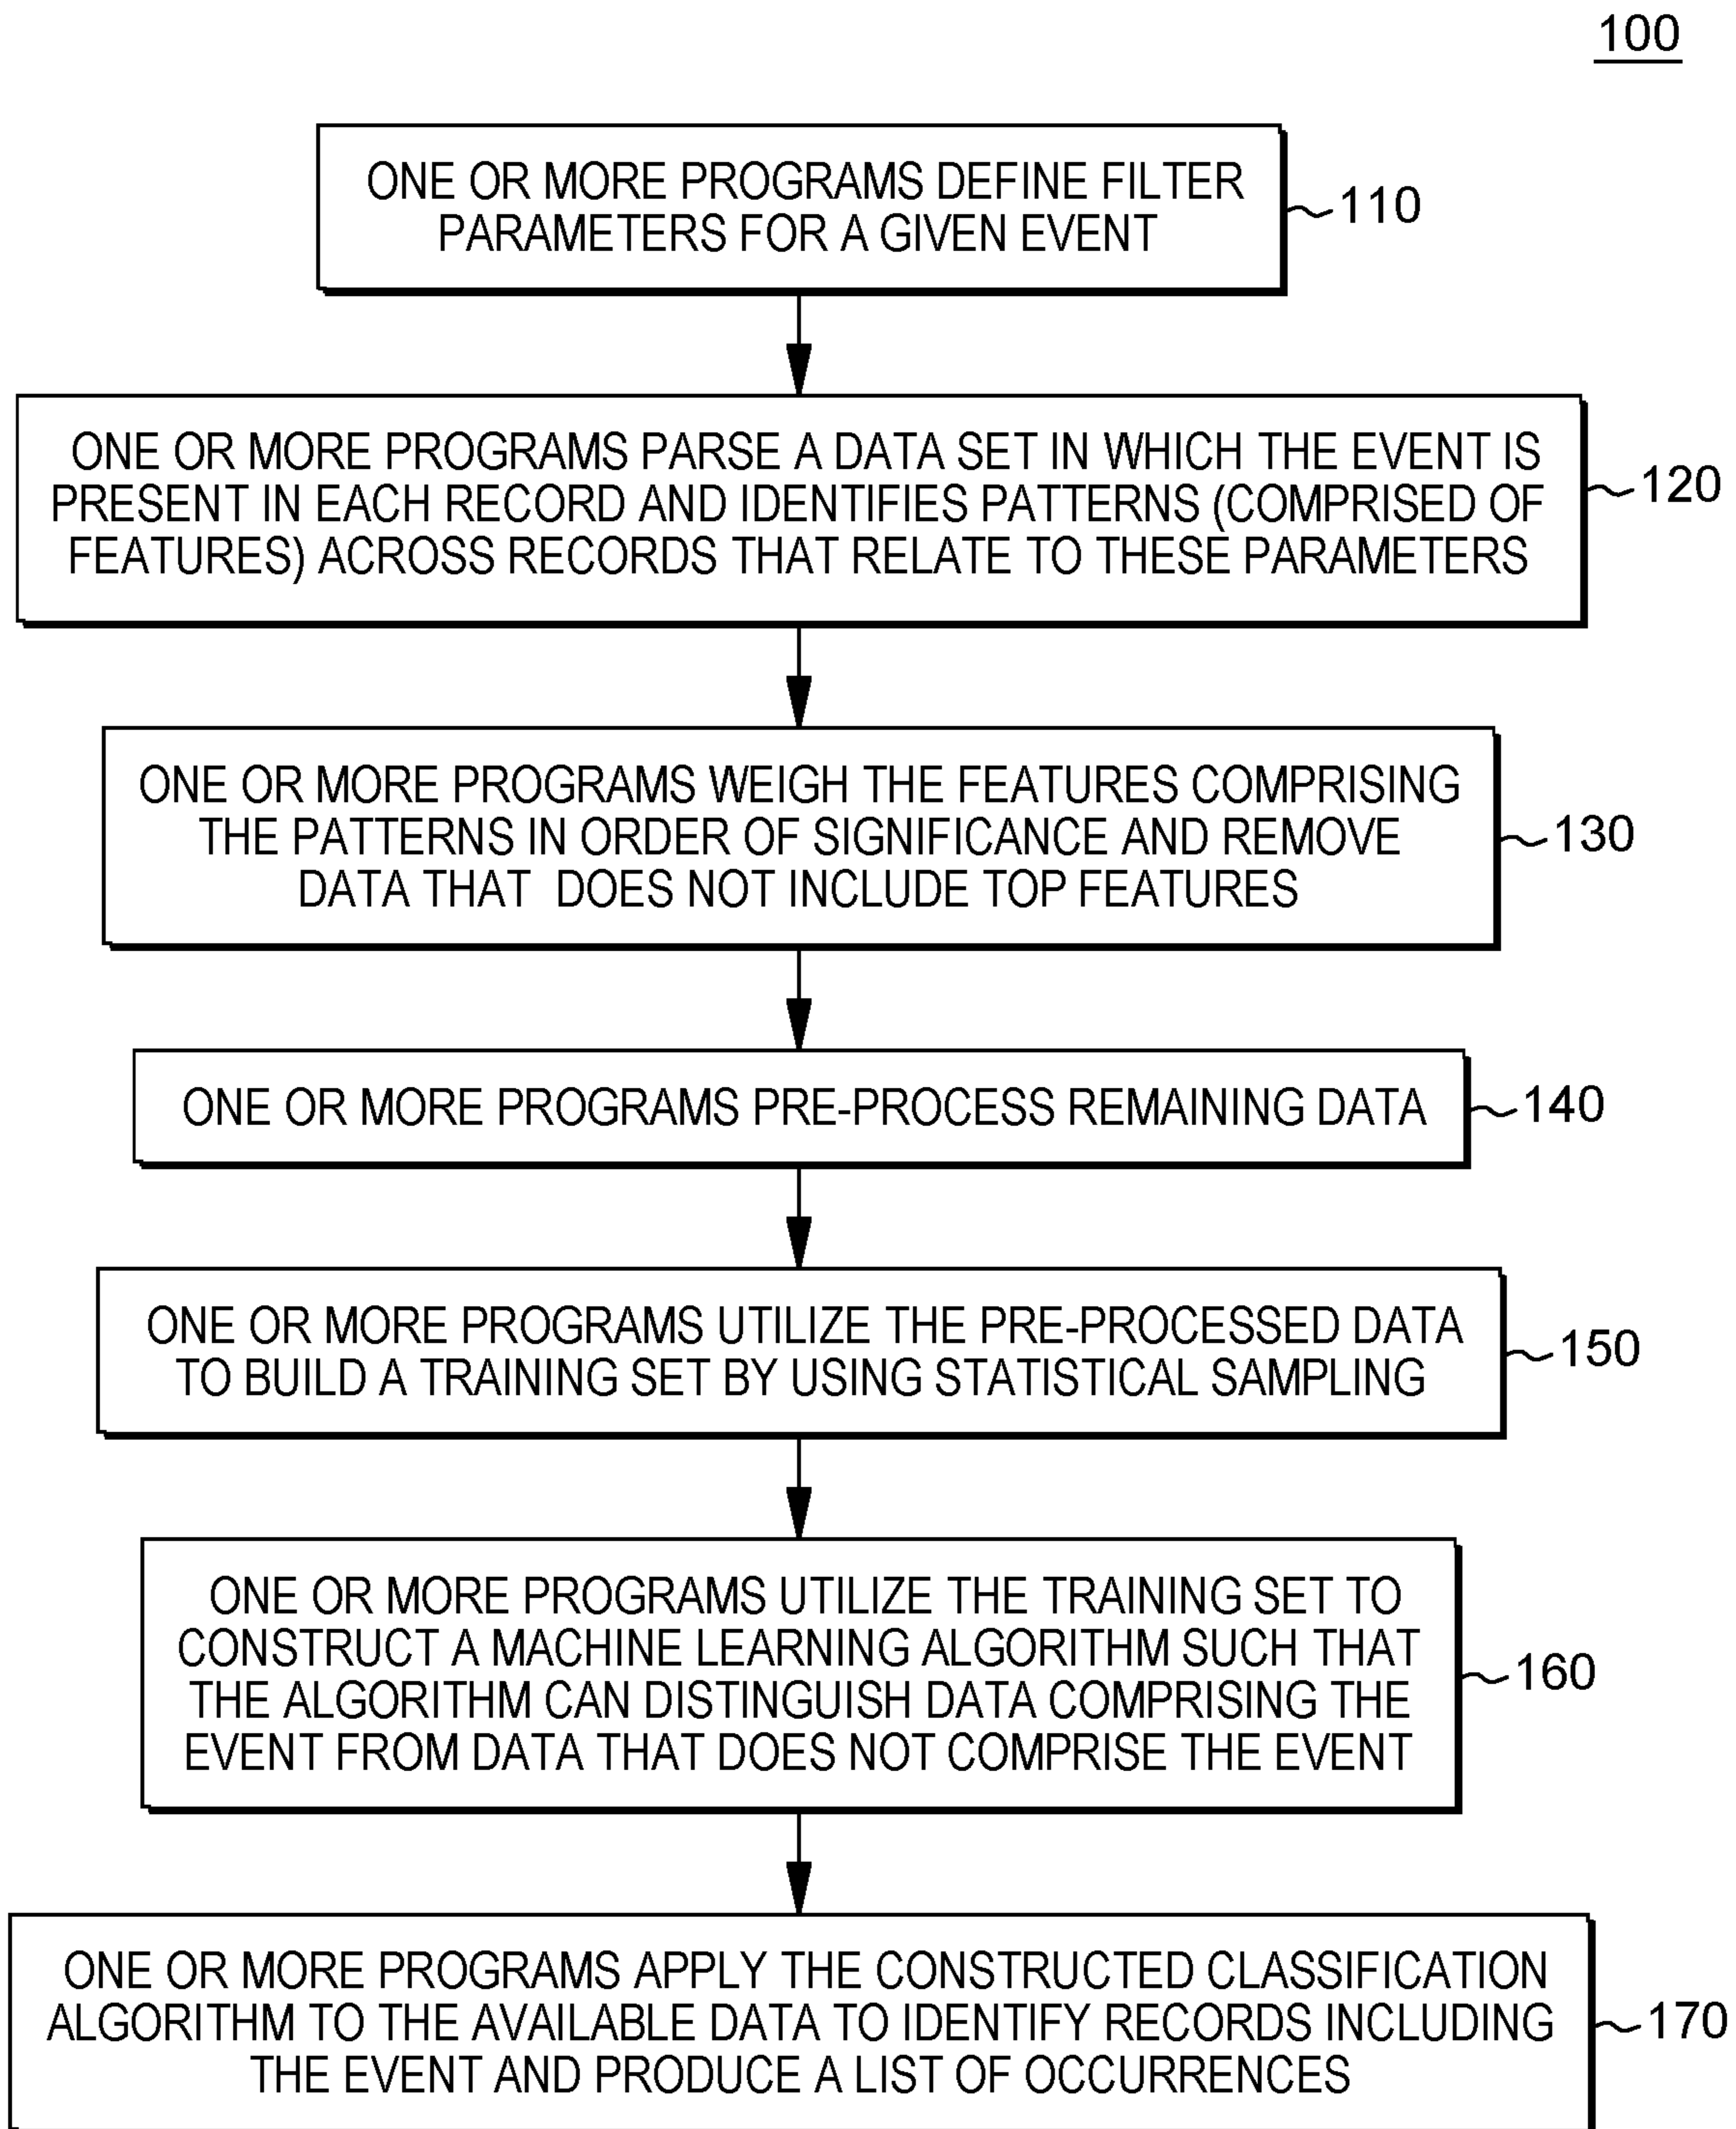 100
ONE OR MORE PROGRAMS DEFINE FILTER
PARAMETERS FOR A GIVEN EVENT
110
ONE OR MORE PROGRAMS PARSE A DATA SET IN WHICH THE EVENT IS
PRESENT IN EACH RECORD AND IDENTIFIES PATTERNS (COMPRISED OF
FEATURES) ACROSS RECORDS THAT RELATE TO THESE PARAMETERS
120
ONE OR MORE PROGRAMS WEIGH THE FEATURES COMPRISING
THE PATTERNS IN ORDER OF SIGNIFICANCE AND REMOVE
DATA THAT DOES NOT INCLUDE TOP FEATURES
130
ONE OR MORE PROGRAMS PRE-PROCESS REMAINING DATA
140
ONE OR MORE PROGRAMS UTILIZE THE PRE-PROCESSED DATA
TO BUILD A TRAINING SET BY USING STATISTICAL SAMPLING
150
ONE OR MORE PROGRAMS UTILIZE THE TRAINING SET TO
CONSTRUCT A MACHINE LEARNING ALGORITHM SUCH THAT
THE ALGORITHM CAN DISTINGUISH DATA COMPRISING THE
EVENT FROM DATA THAT DOES NOT COMPRISE THE EVENT
160
ONE OR MORE PROGRAMS APPLY THE CONSTRUCTED CLASSIFICATION
ALGORITHM TO THE AVAILABLE DATA TO IDENTIFY RECORDS INCLUDING
THE EVENT AND PRODUCE A LIST OF OCCURRENCES
170